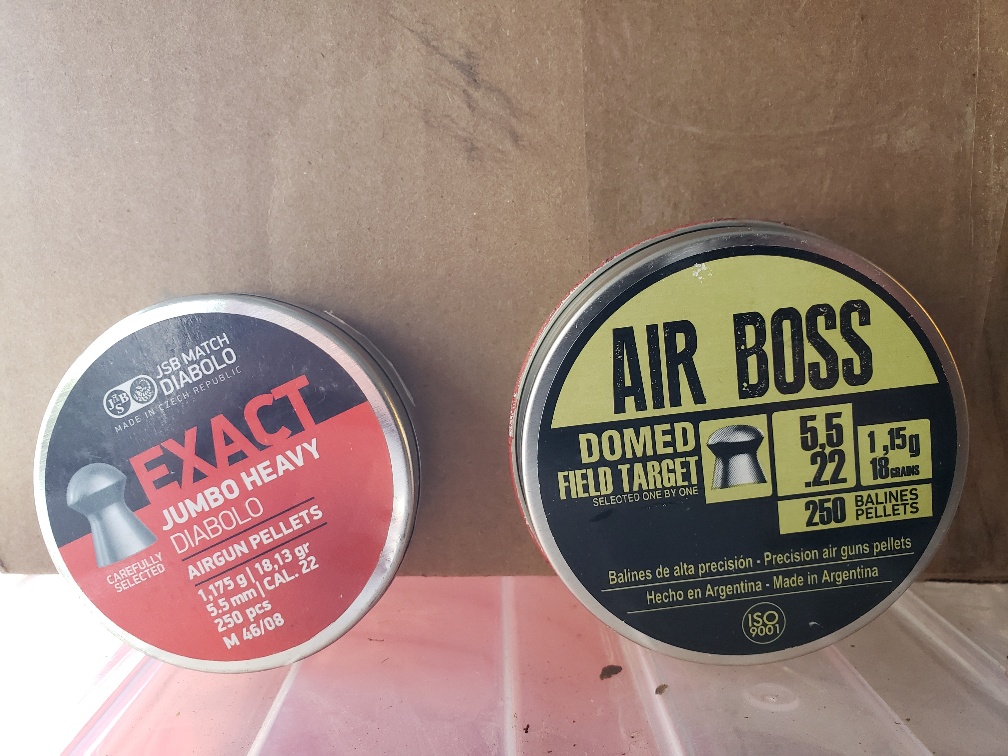 JSB
JSB MATCH
DIABOLO
MADE IN CZECH REPUBLIC
EXACT
JUMBO HEAVY
DIABOLO
CAREFULLY
SELECTED
AIRGUN PELLETS
1,175 g | 18,13 gr
5.5 mm | CAL. 22
250 pcs
M 46/08
AIR BOSS
DOMED
FIELD TARGET
SELECTED ONE BY ONE
5,5
.22
1,15g
18 GRAINS
250 BALINES
PELLETS
Balines de alta precisión - Precision air guns pellets
Hecho en Argentina - Made in Argentina
ISO
9001